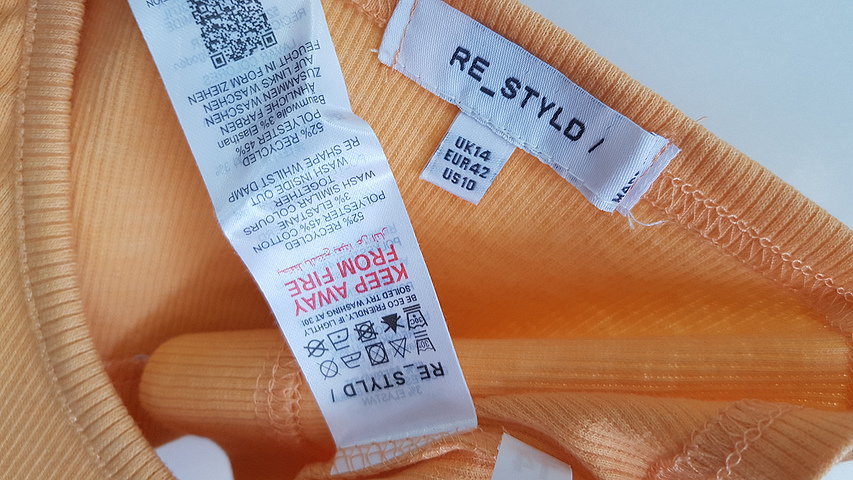 RE_STYLD /
UK14
EUR42
US10
RE_STYLD /
BE ECO FRIENDLY, IF LIGHTLY
SOILED TRY WASHING AT 30!
KEEP AWAY
FROM FIRE
52% RECYCLED
POLYESTER 45% COTTON
3% ELASTANE
WASH SIMILAR COLOURS
TOGETHER
WASH INSIDE OUT
RE SHAPE WHILST DAMP
52% RECYCLED
POLYESTER 45%
Baumwolle 3% Elasthan
ÄHNLICHE FARBEN
ZUSAMMEN WASCHEN
AUF LINKS WASCHEN
FEUCHT IN FORM ZIEHEN